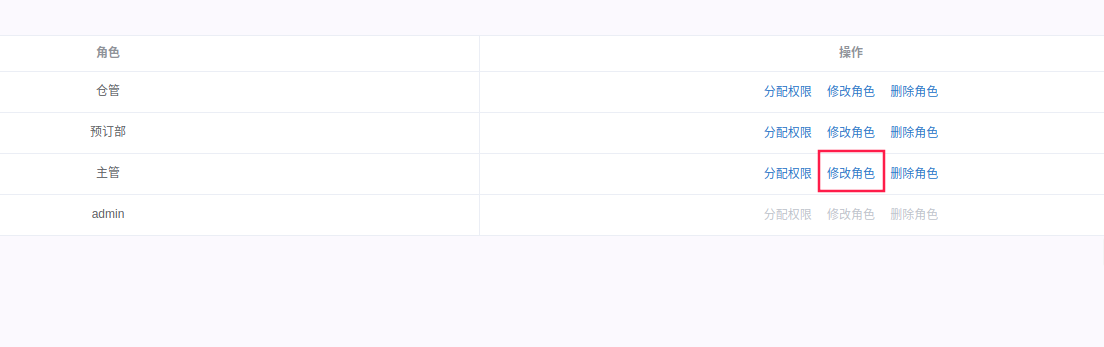 角色 操作
仓管 分配权限 修改角色 删除角色
预订部 分配权限 修改角色 删除角色
主管 分配权限 修改角色 删除角色
admin 分配权限 修改角色 删除角色